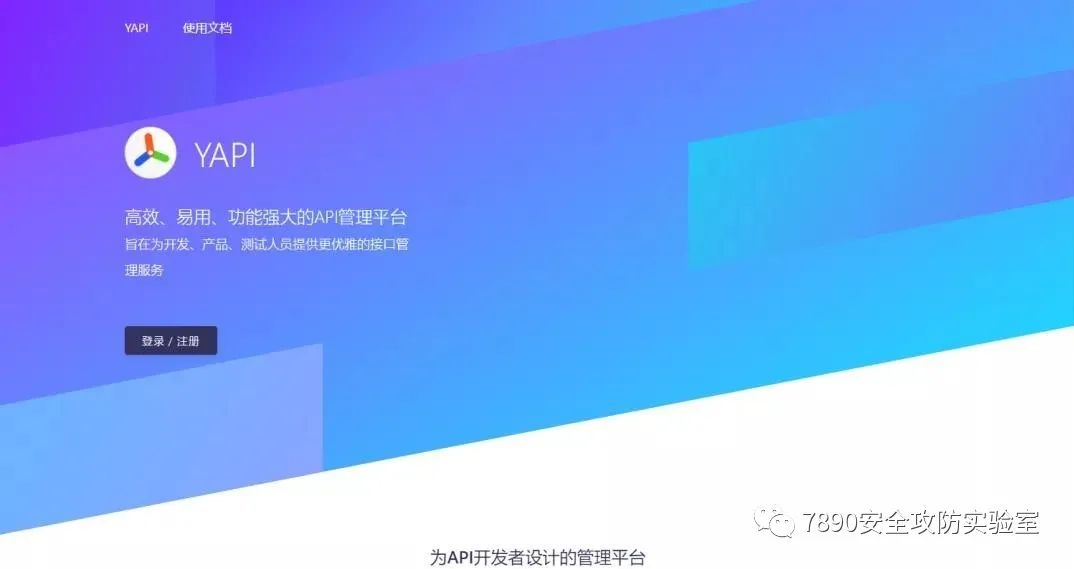 YAPI 使用文档
YAPI
高效、易用、功能强大的API管理平台
旨在为开发、产品、测试人员提供更优雅的接口管
理服务
登录 / 注册
7890安全攻防实验室
为API开发者设计的管理平台